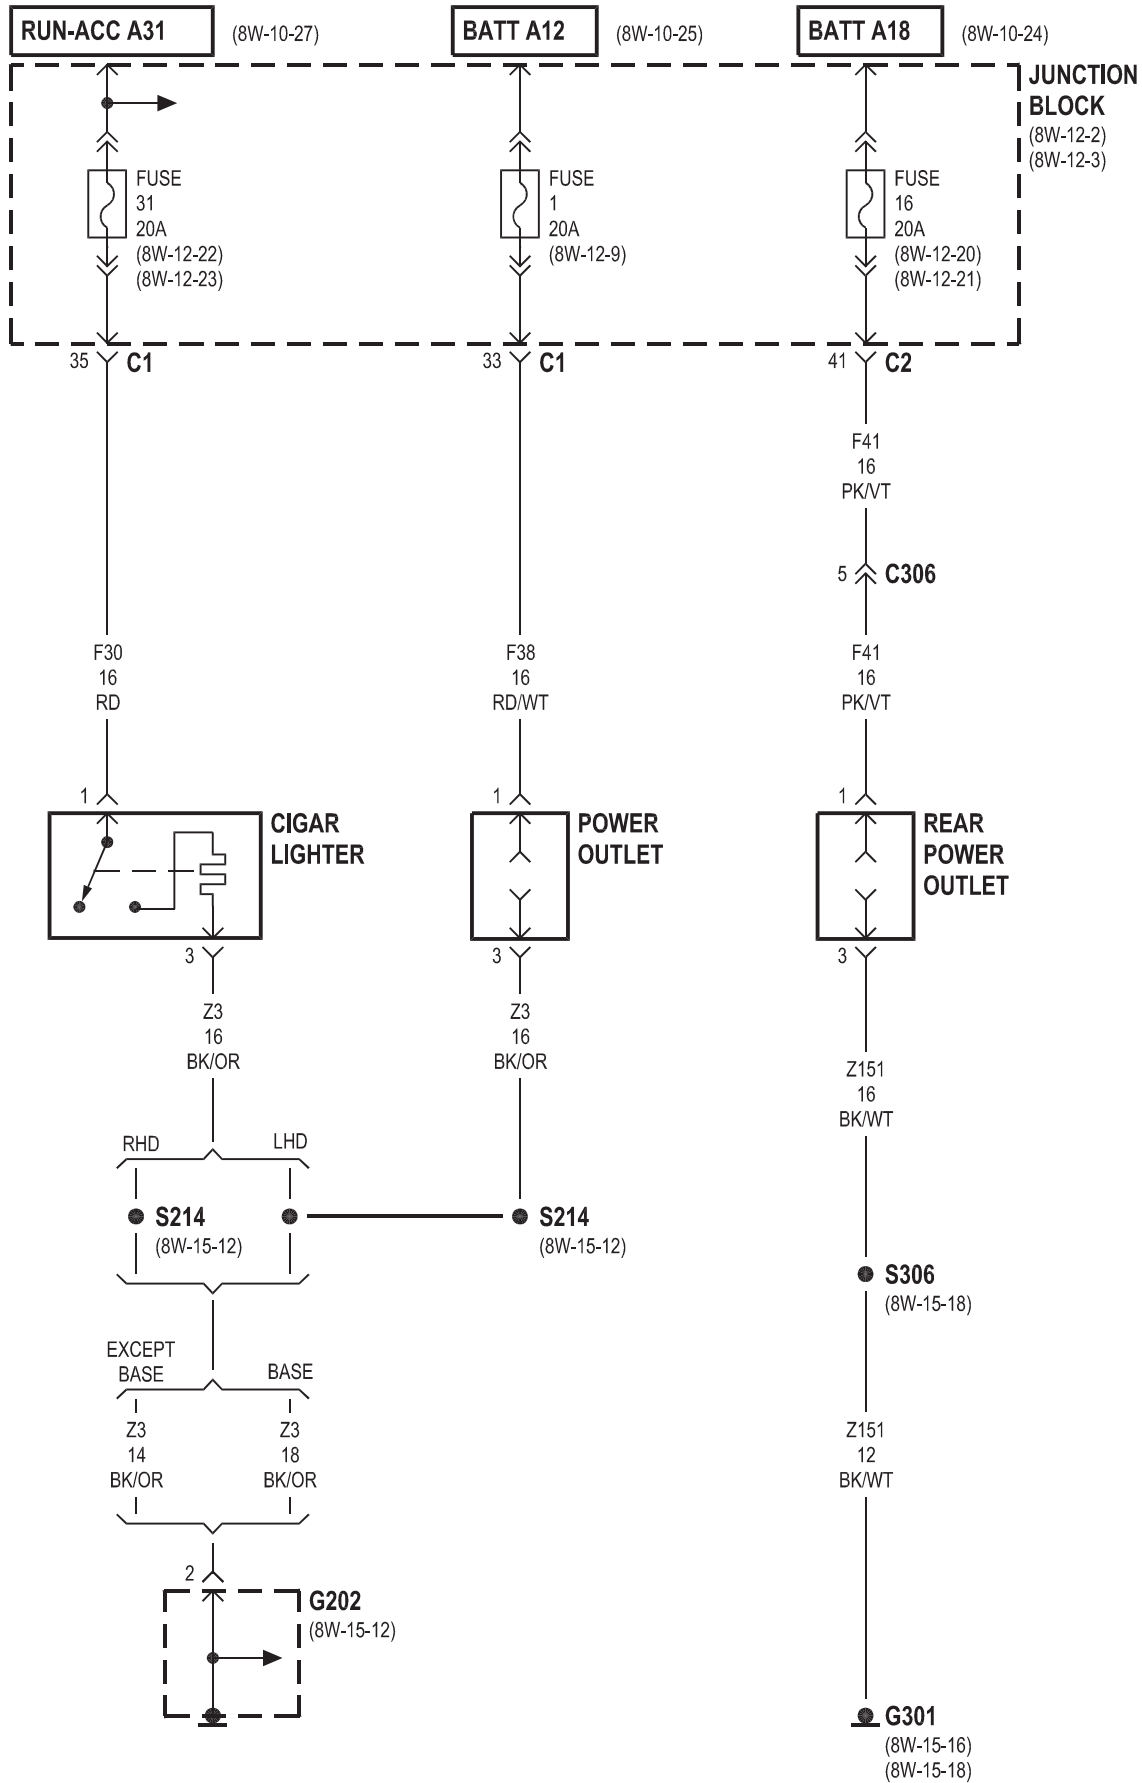 RUN-ACC A31 (8W-10-27)
BATT A12 (8W-10-25)
BATT A18 (8W-10-24)
JUNCTION
BLOCK
(8W-12-2)
(8W-12-3)
FUSE
31
20A
(8W-12-22)
(8W-12-23)
FUSE
1
20A
(8W-12-9)
FUSE
16
20A
(8W-12-20)
(8W-12-21)
35 C1
33 C1
41 C2
F41
16
PK/VT
5 C306
F30
16
RD
F38
16
RD/WT
F41
16
PK/VT
1
CIGAR
LIGHTER
1
POWER
OUTLET
1
REAR
POWER
OUTLET
3
3
3
Z3
16
BK/OR
Z3
16
BK/OR
Z151
16
BK/WT
RHD
LHD
S214
(8W-15-12)
S214
(8W-15-12)
S306
(8W-15-18)
EXCEPT
BASE
BASE
Z3
14
BK/OR
Z3
18
BK/OR
Z151
12
BK/WT
2
G202
(8W-15-12)
G301
(8W-15-16)
(8W-15-18)